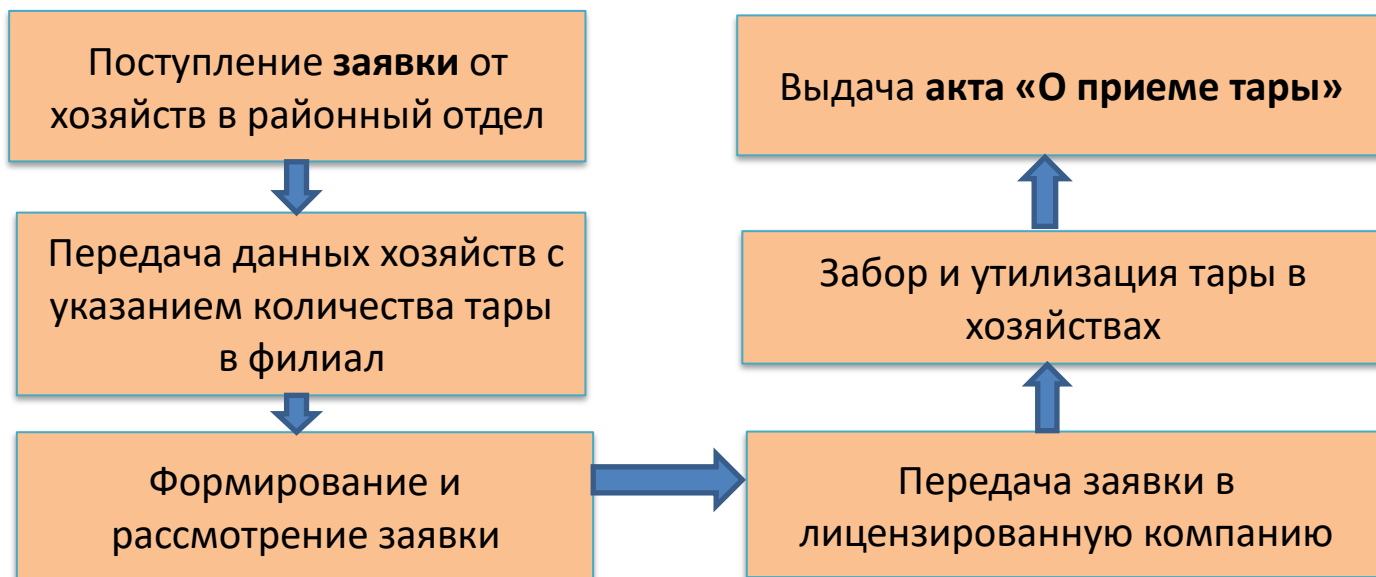 Поступление заявки от
хозяйств в районный отдел
Передача данных хозяйств с
указанием количества тары
в филиал
Формирование и
рассмотрение заявки
Передача заявки в
лицензированную компанию
Забор и утилизация тары в
хозяйствах
Выдача акта «О приеме тары»